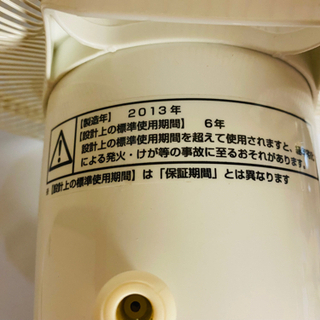 【製造年】 2013年
【設計上の標準使用期間】 6年
設計上の標準使用期間を超えて使用されますと、
による発火・けが等の事故に至るおそれがあります。
※【設計上の標準使用期間】は「保証期間」とは異なります